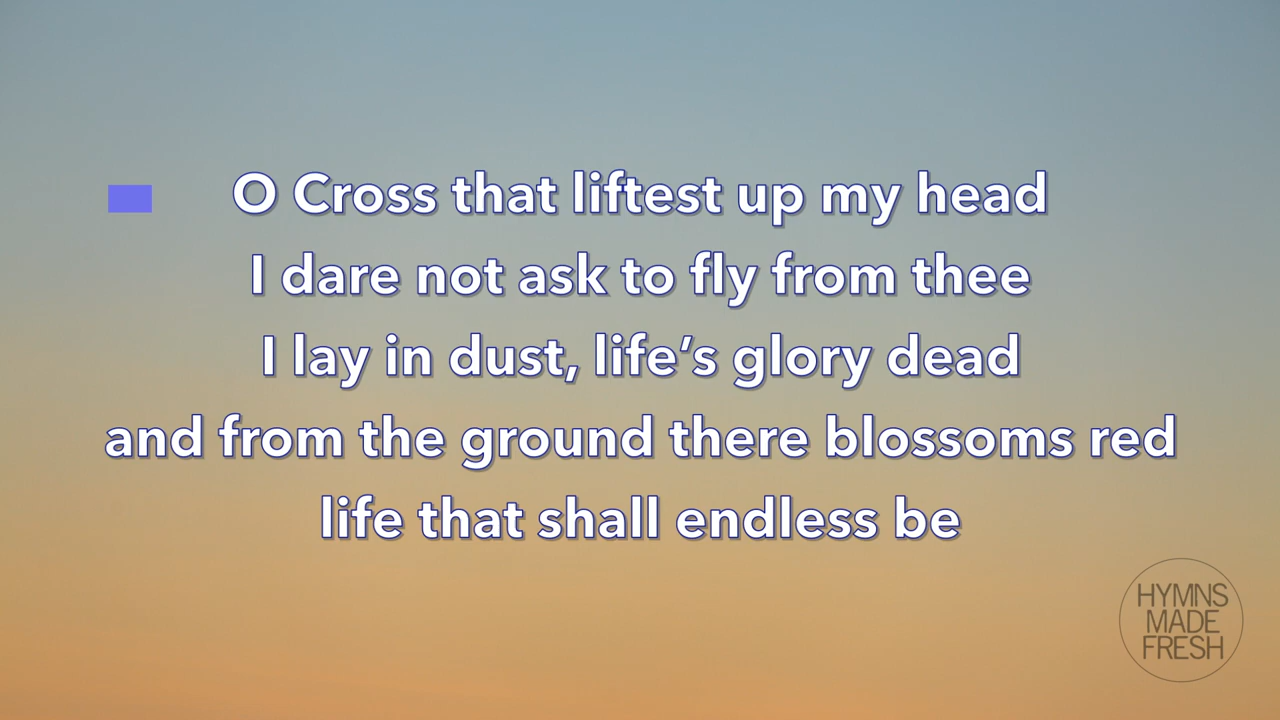 O Cross that liftest up my head
I dare not ask to fly from thee
I lay in dust, life’s glory dead
and from the ground there blossoms red
life that shall endless be
HYMNS
MADE
FRESH